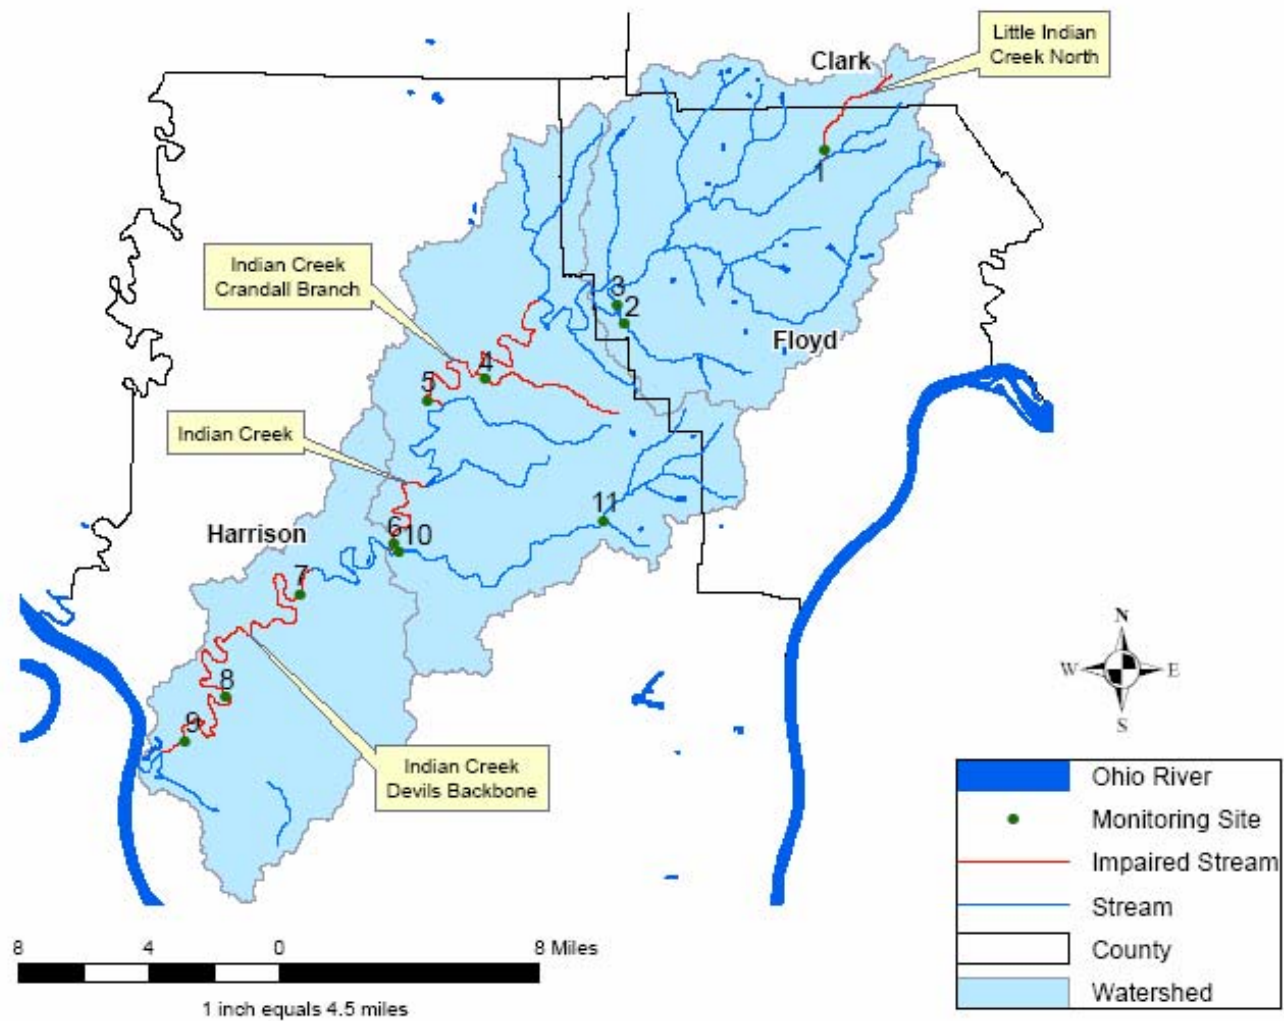 Little Indian
Creek North
Clark
1
Indian Creek
Crandall Branch
3
2
Floyd
4
5
Indian Creek
11
Harrison
6
10
7
8
9
Indian Creek
Devils Backbone
N
W
E
S
Ohio River
Monitoring Site
Impaired Stream
Stream
County
Watershed
8 4 0 8 Miles
1 inch equals 4.5 miles